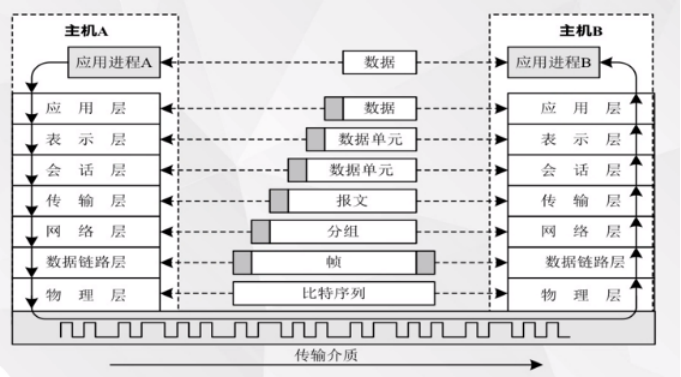 主机A 主机B
应用进程A 数据 应用进程B
应用层 数据 应用层
表示层 数据单元 表示层
会话层 数据单元 会话层
传输层 报文 传输层
网络层 分组 网络层
数据链路层 帧 数据链路层
物理层 比特序列 物理层
传输介质